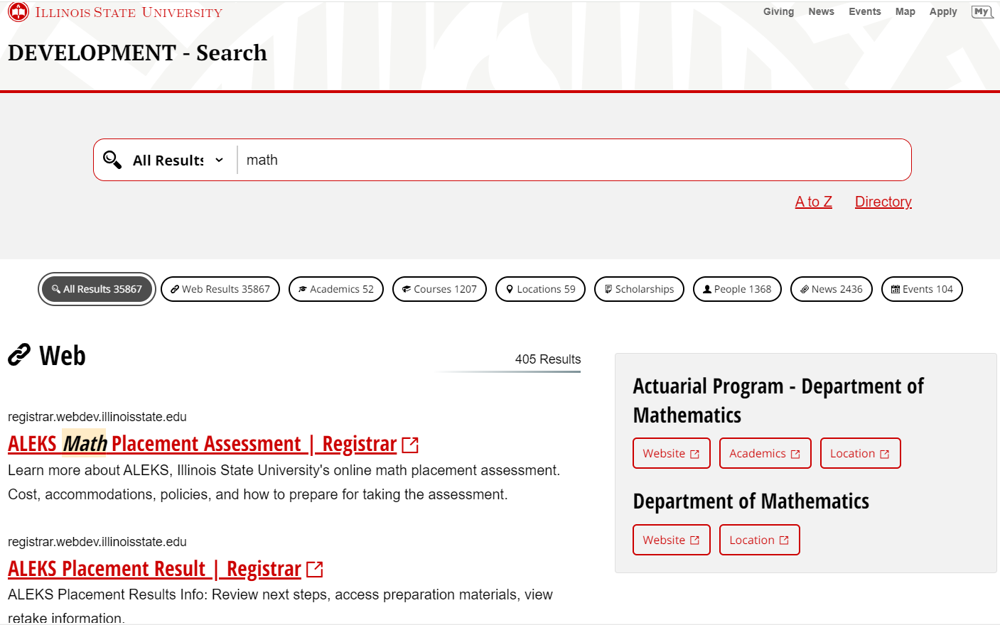 ILLINOIS STATE UNIVERSITY
Giving News Events Map Apply My
DEVELOPMENT - Search
All Results math
A to Z Directory
All Results 35867 Web Results 35867 Academics 52 Courses 1207 Locations 59 Scholarships People 1368 News 2436 Events 104
Web
405 Results
registrar.webdev.illinoisstate.edu
ALEKS Math Placement Assessment | Registrar
Learn more about ALEKS, Illinois State University's online math placement assessment.
Cost, accommodations, policies, and how to prepare for taking the assessment.
registrar.webdev.illinoisstate.edu
ALEKS Placement Result | Registrar
ALEKS Placement Results Info: Review next steps, access preparation materials, view
retake information.
Actuarial Program - Department of
Mathematics
Website Academics Location
Department of Mathematics
Website Location